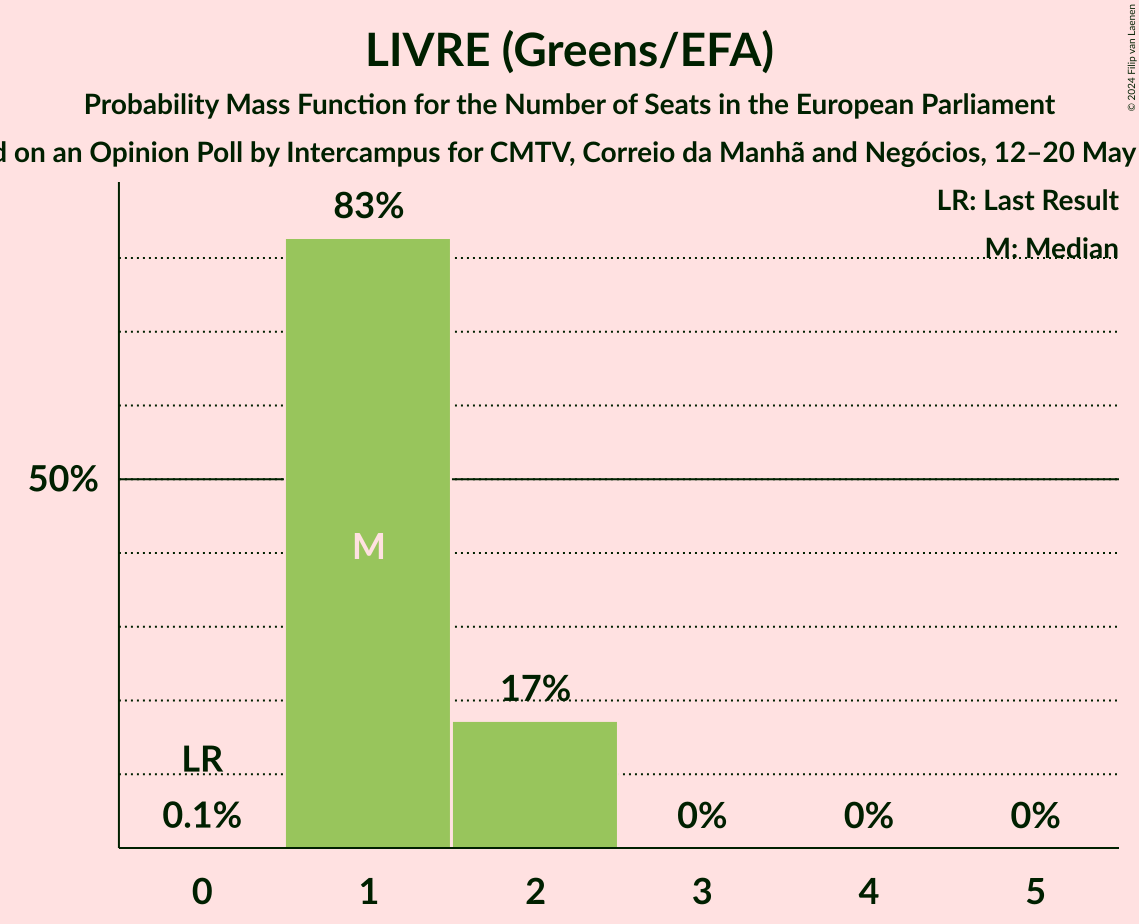 LIVRE (Greens/EFA)
Probability Mass Function for the Number of Seats in the European Parliament
on an Opinion Poll by Intercampus for CMTV, Correio da Manhã and Negócios, 12–20 May
© 2024 Filip van Laenen
LR: Last Result
M: Median
83%
50%
M
17%
LR
0.1%
0%
0%
0%
0
1
2
3
4
5